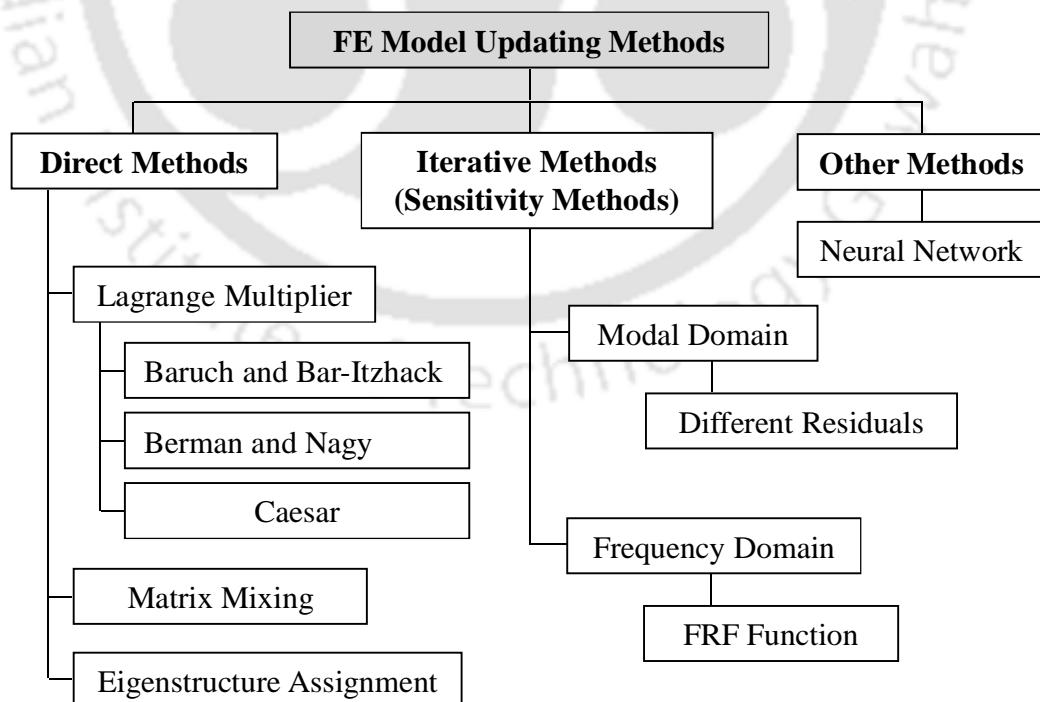 FE Model Updating Methods
Direct Methods
Iterative Methods
(Sensitivity Methods)
Other Methods
Neural Network
Lagrange Multiplier
Baruch and Bar-Itzhack
Berman and Nagy
Caesar
Matrix Mixing
Eigenstructure Assignment
Modal Domain
Different Residuals
Frequency Domain
FRF Function